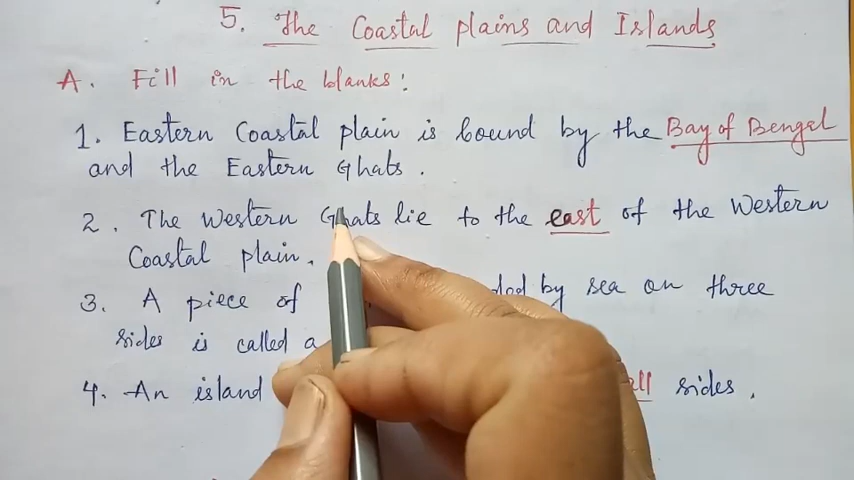 5. The Coastal plains and Islands
A. Fill in the blanks:
1. Eastern Coastal plain is bound by the Bay of Bengal
and the Eastern Ghats.
2. The Western Ghats lie to the east of the Western
Coastal plain.
3. A piece of by sea on three
sides is called a
4. An island all sides.